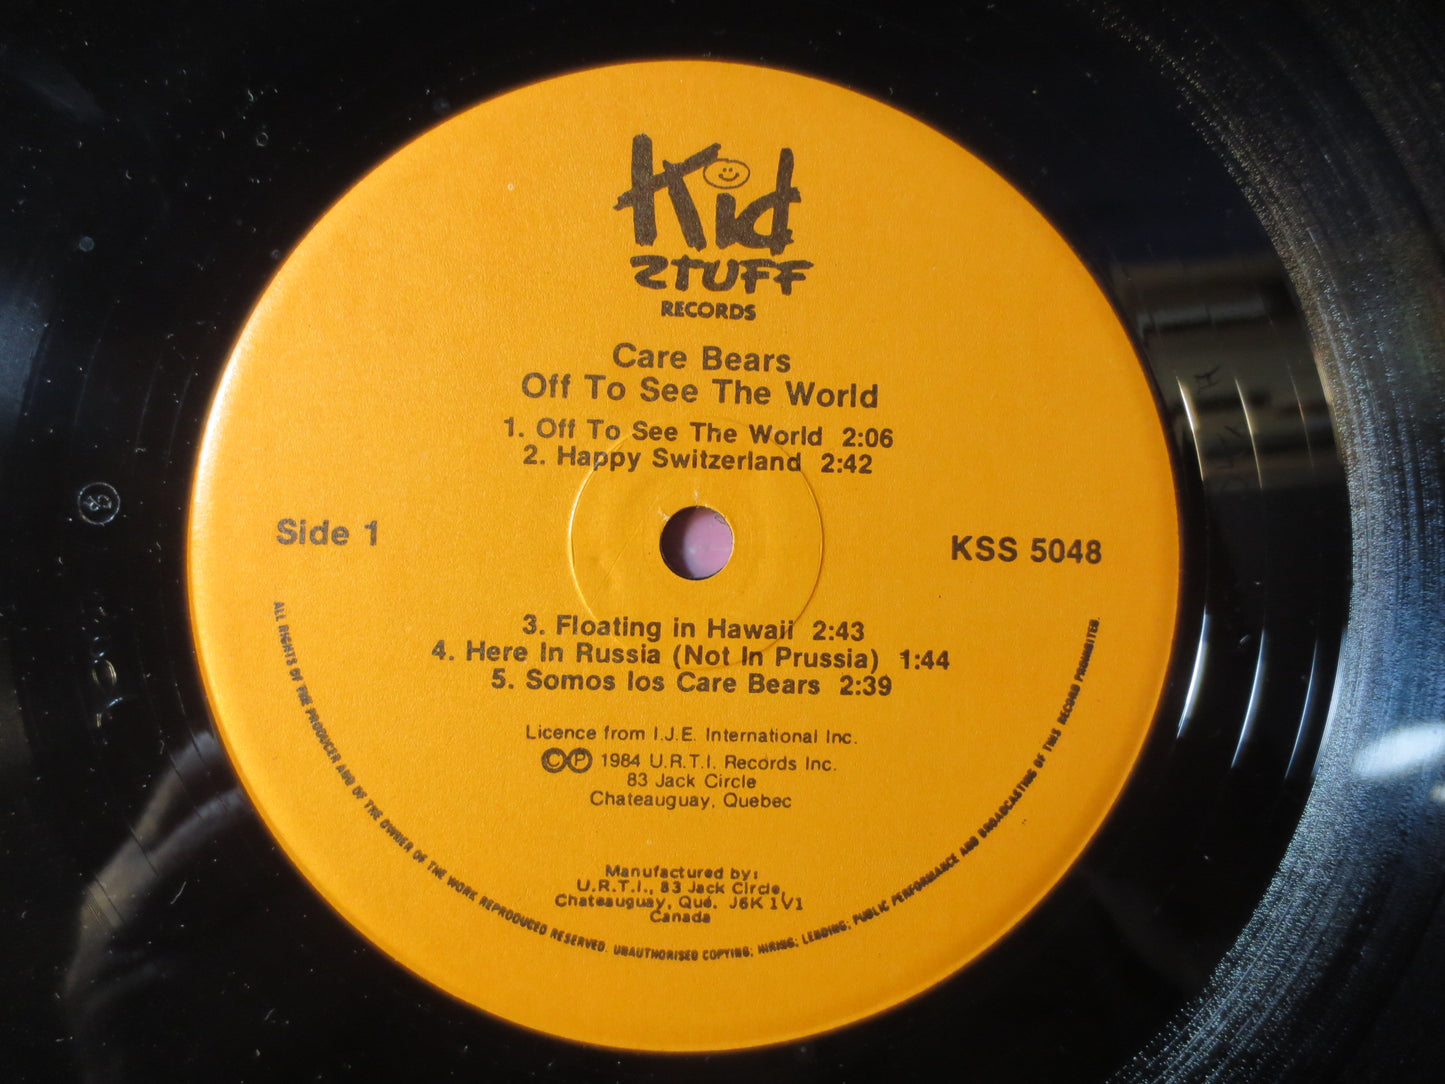 Kid
STUFF
RECORDS
Care Bears
Off To See The World
1. Off To See The World 2:06
2. Happy Switzerland 2:42
Side 1
KSS 5048
3. Floating in Hawaii 2:43
4. Here In Russia (Not In Prussia) 1:44
5. Somos los Care Bears 2:39
Licence from I.J.E. International Inc.
©℗ 1984 U.R.T.I. Records Inc.
83 Jack Circle
Chateauguay, Quebec
Manufactured by:
U.R.T.I., 83 Jack Circle,
Chateauguay, Qué. J6K 1V1
Canada
ALL RIGHTS OF THE PRODUCER AND OF THE OWNER OF THE WORK REPRODUCED RESERVED. UNAUTHORISED COPYING; HIRING; LENDING; PUBLIC PERFORMANCE AND BROADCASTING OF THIS RECORD PROHIBITED.